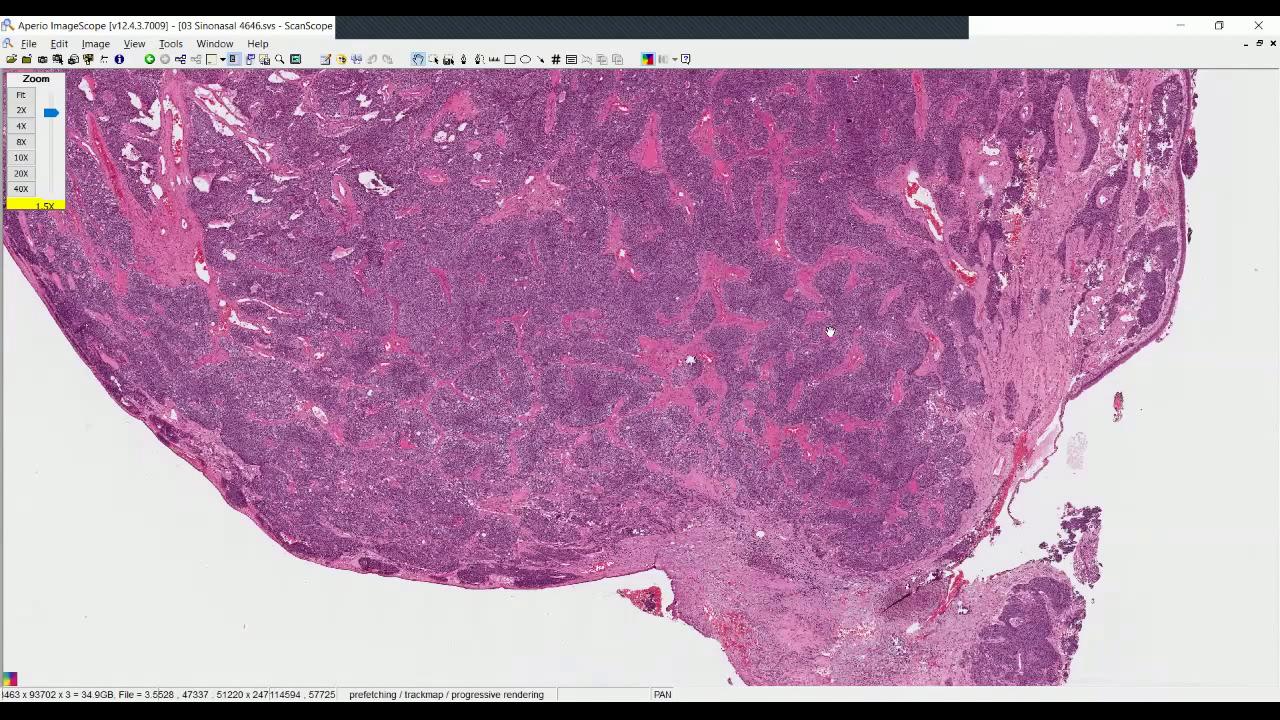 Aperio ImageScope [v12.4.3.7009] - [03 Sinonasal 4646.svs - ScanScope
File Edit Image View Tools Window Help
Zoom
Fit
2X
4X
8X
10X
20X
40X
1.5X
3463 x 93702 x 3 = 34.9GB. File = 3.5528 , 47337 , 51220 x 247114594 , 57725 prefetching / trackmap / progressive rendering PAN